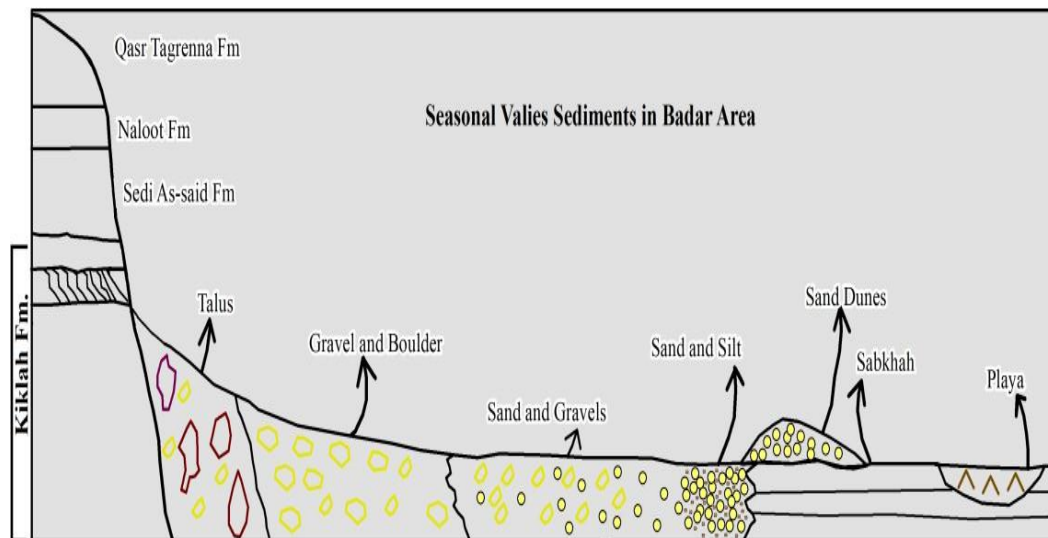 Qasr Tagrenna Fm
Seasonal Valies Sediments in Badar Area
Naloot Fm
Sedi As-said Fm
Kiklah Fm.
Talus
Gravel and Boulder
Sand and Gravels
Sand and Silt
Sand Dunes
Sabkhah
Playa